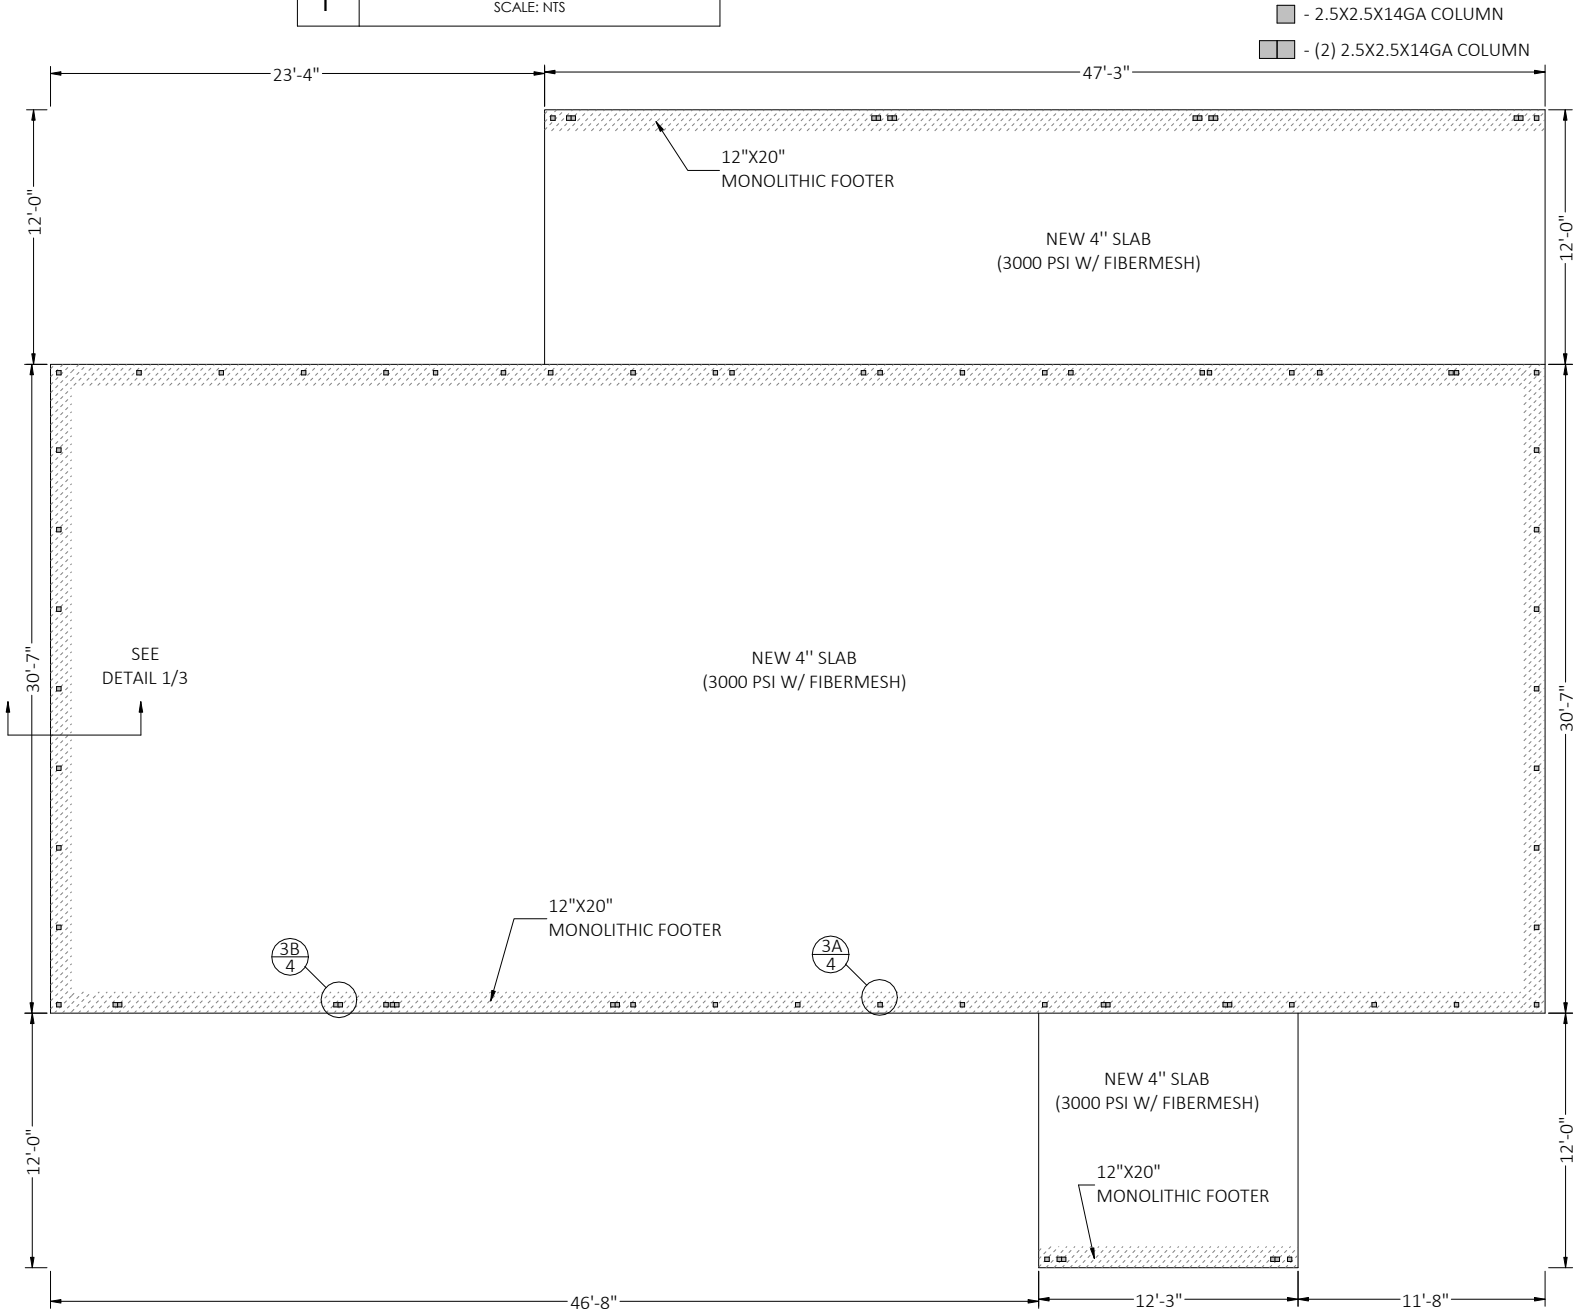 1
SCALE: NTS
- 2.5X2.5X14GA COLUMN
- (2) 2.5X2.5X14GA COLUMN
23'-4"
47'-3"
12'-0"
12"X20"
MONOLITHIC FOOTER
NEW 4" SLAB
(3000 PSI W/ FIBERMESH)
12'-0"
30'-7"
SEE
DETAIL 1/3
NEW 4" SLAB
(3000 PSI W/ FIBERMESH)
30'-7"
12"X20"
MONOLITHIC FOOTER
3B
4
3A
4
12'-0"
NEW 4" SLAB
(3000 PSI W/ FIBERMESH)
12"X20"
MONOLITHIC FOOTER
12'-0"
46'-8"
12'-3"
11'-8"